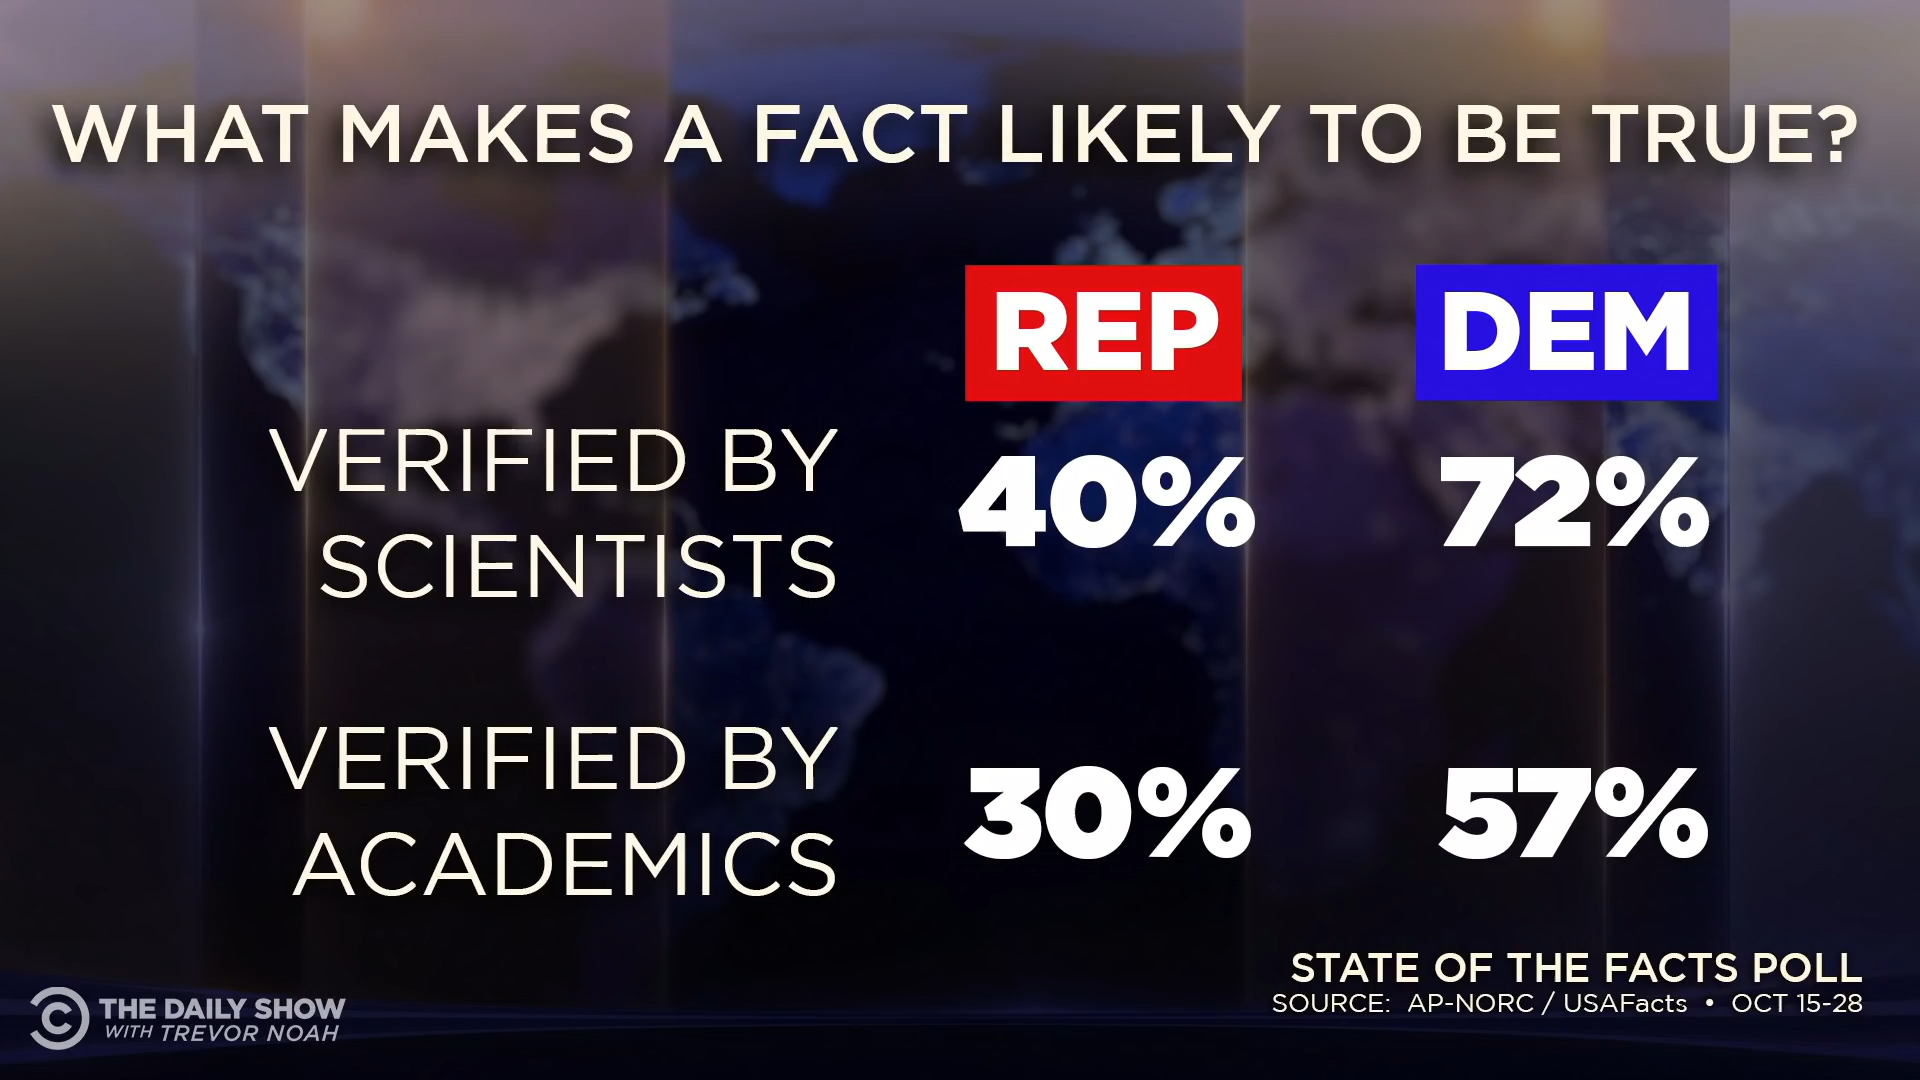 WHAT MAKES A FACT LIKELY TO BE TRUE?
REP DEM
VERIFIED BY
SCIENTISTS
40% 72%
VERIFIED BY
ACADEMICS
30% 57%
STATE OF THE FACTS POLL
SOURCE: AP-NORC / USAFacts • OCT 15-28
THE DAILY SHOW
WITH TREVOR NOAH